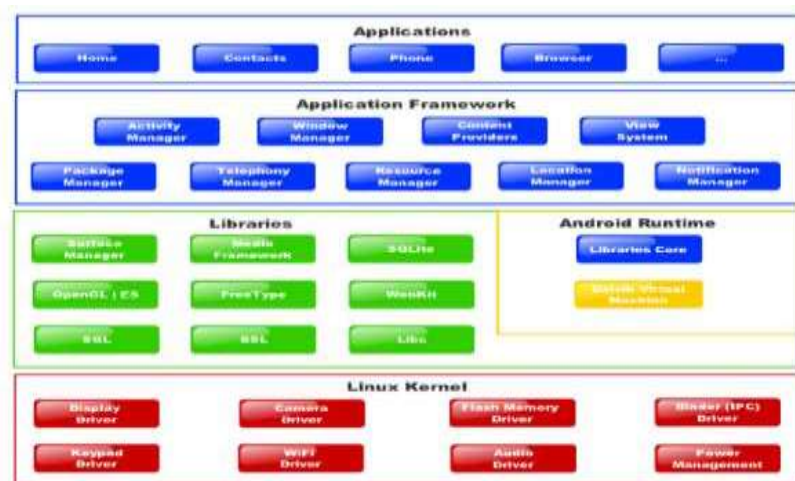 Applications
Home
Contacts
Phone
Browser
...
Application Framework
Activity
Manager
Window
Manager
Content
Providers
View
System
Package
Manager
Telephony
Manager
Resource
Manager
Location
Manager
Notification
Manager
Libraries
Android Runtime
Surface
Manager
Media
Framework
SQLite
Libraries Core
OpenGL | ES
FreeType
WebKit
Dalvik Virtual
SGL
SSL
Libc
Linux Kernel
Display
Driver
Camera
Driver
Flash Memory
Driver
Binder (IPC)
Driver
Keypad
Driver
WiFi
Driver
Audio
Driver
Power
Management